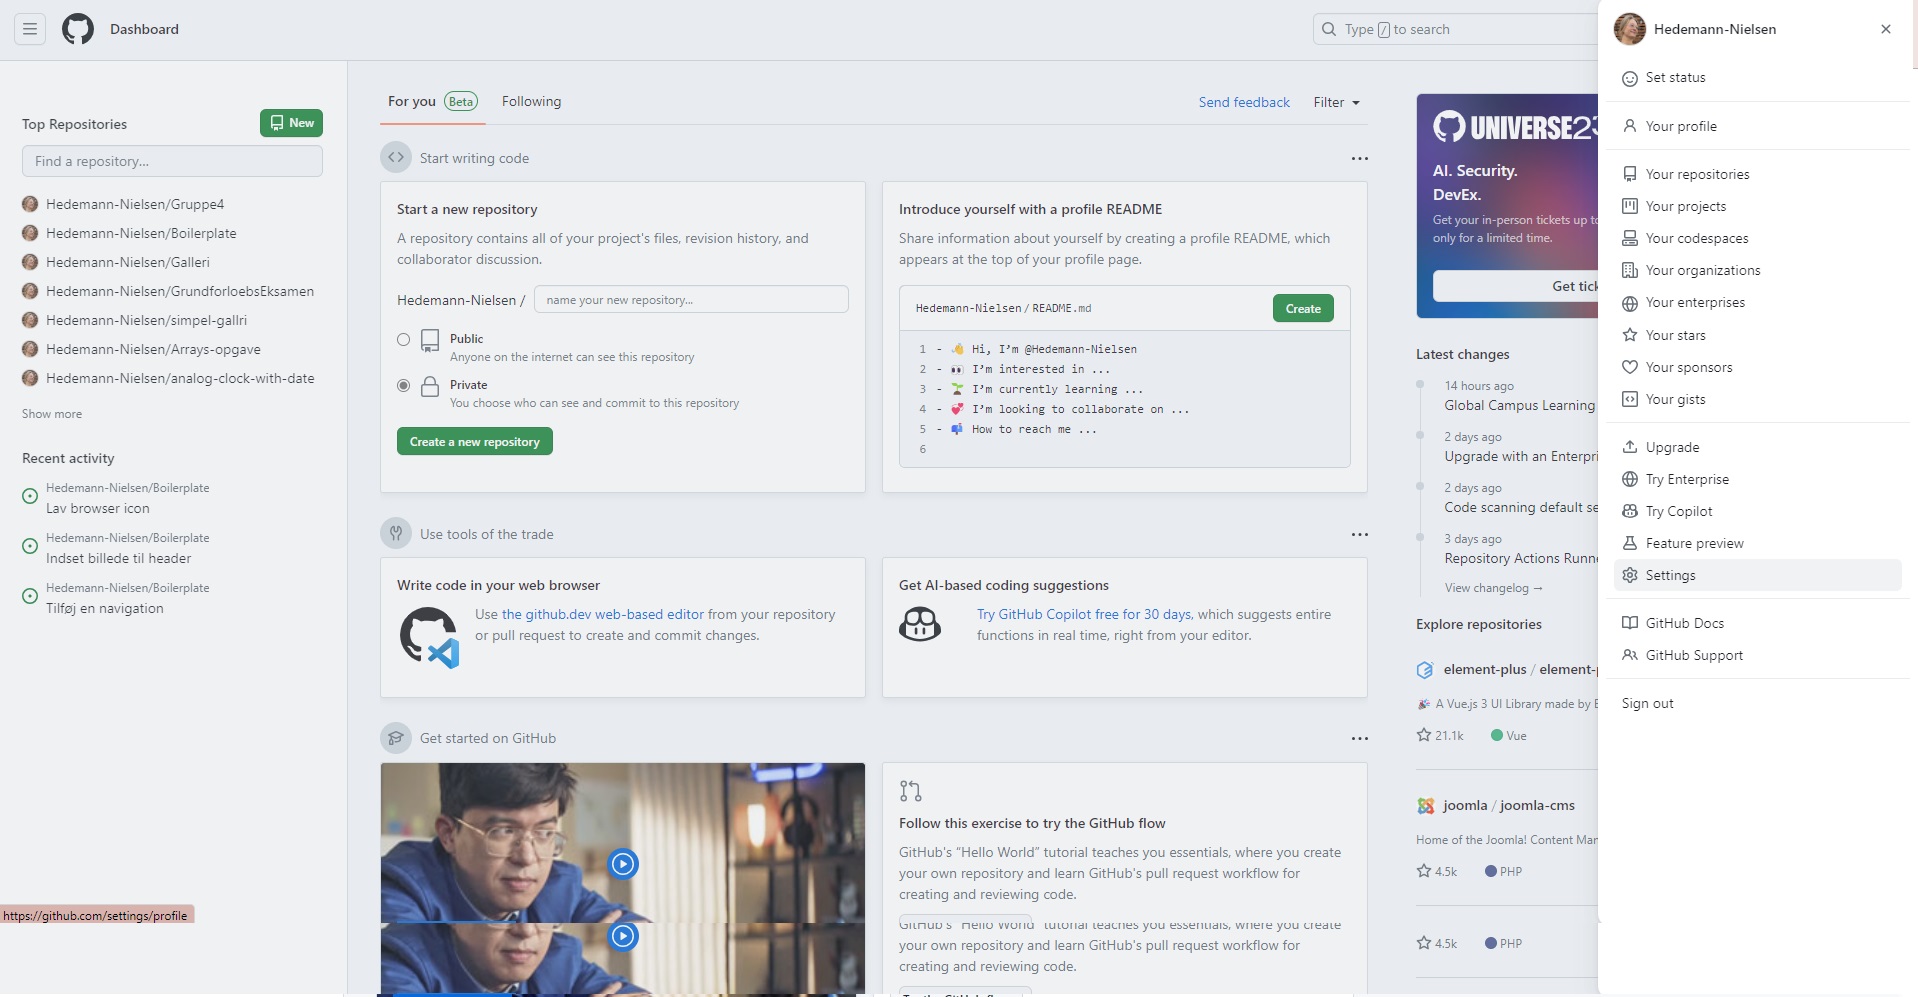 Dashboard
Type / to search
Hedemann-Nielsen
Set status
Your profile
Your repositories
Your projects
Your codespaces
Your organizations
Your enterprises
Your stars
Your sponsors
Your gists
Upgrade
Try Enterprise
Try Copilot
Feature preview
Settings
GitHub Docs
GitHub Support
Sign out
Top Repositories
New
Find a repository...
Hedemann-Nielsen/Gruppe4
Hedemann-Nielsen/Boilerplate
Hedemann-Nielsen/Galleri
Hedemann-Nielsen/GrundforloebsEksamen
Hedemann-Nielsen/simpel-gallri
Hedemann-Nielsen/Arrays-opgave
Hedemann-Nielsen/analog-clock-with-date
Show more
Recent activity
Hedemann-Nielsen/Boilerplate
Lav browser icon
Hedemann-Nielsen/Boilerplate
Indset billede til header
Hedemann-Nielsen/Boilerplate
Tilføj en navigation
https://github.com/settings/profile
For you Beta Following
Send feedback Filter
Start writing code
Start a new repository
A repository contains all of your project's files, revision history, and
collaborator discussion.
Hedemann-Nielsen / name your new repository...
Public
Anyone on the internet can see this repository
Private
You choose who can see and commit to this repository
Create a new repository
Introduce yourself with a profile README
Share information about yourself by creating a profile README, which
appears at the top of your profile page.
Hedemann-Nielsen / README.md
Create
1 - 👋 Hi, I’m @Hedemann-Nielsen
2 - 👀 I’m interested in ...
3 - 🌱 I’m currently learning ...
4 - 💞️ I’m looking to collaborate on ...
5 - 📫 How to reach me ...
6
Use tools of the trade
Write code in your web browser
Use the github.dev web-based editor from your repository
or pull request to create and commit changes.
Get AI-based coding suggestions
Try GitHub Copilot free for 30 days, which suggests entire
functions in real time, right from your editor.
Get started on GitHub
Follow this exercise to try the GitHub flow
GitHub's “Hello World” tutorial teaches you essentials, where you create
your own repository and learn GitHub's pull request workflow for
creating and reviewing code.
GitHub's “Hello World” tutorial teaches you essentials, where you create
your own repository and learn GitHub's pull request workflow for
creating and reviewing code.
UNIVERSE23
AI. Security.
DevEx.
Get your in-person tickets up to
only for a limited time.
Get tick
Latest changes
14 hours ago
Global Campus Learning
2 days ago
Upgrade with an Enterpri
2 days ago
Code scanning default se
3 days ago
Repository Actions Runne
View changelog →
Explore repositories
element-plus / element-p
🎉 A Vue.js 3 UI Library made by E
21.1k Vue
joomla / joomla-cms
Home of the Joomla! Content Man
4.5k PHP
4.5k PHP